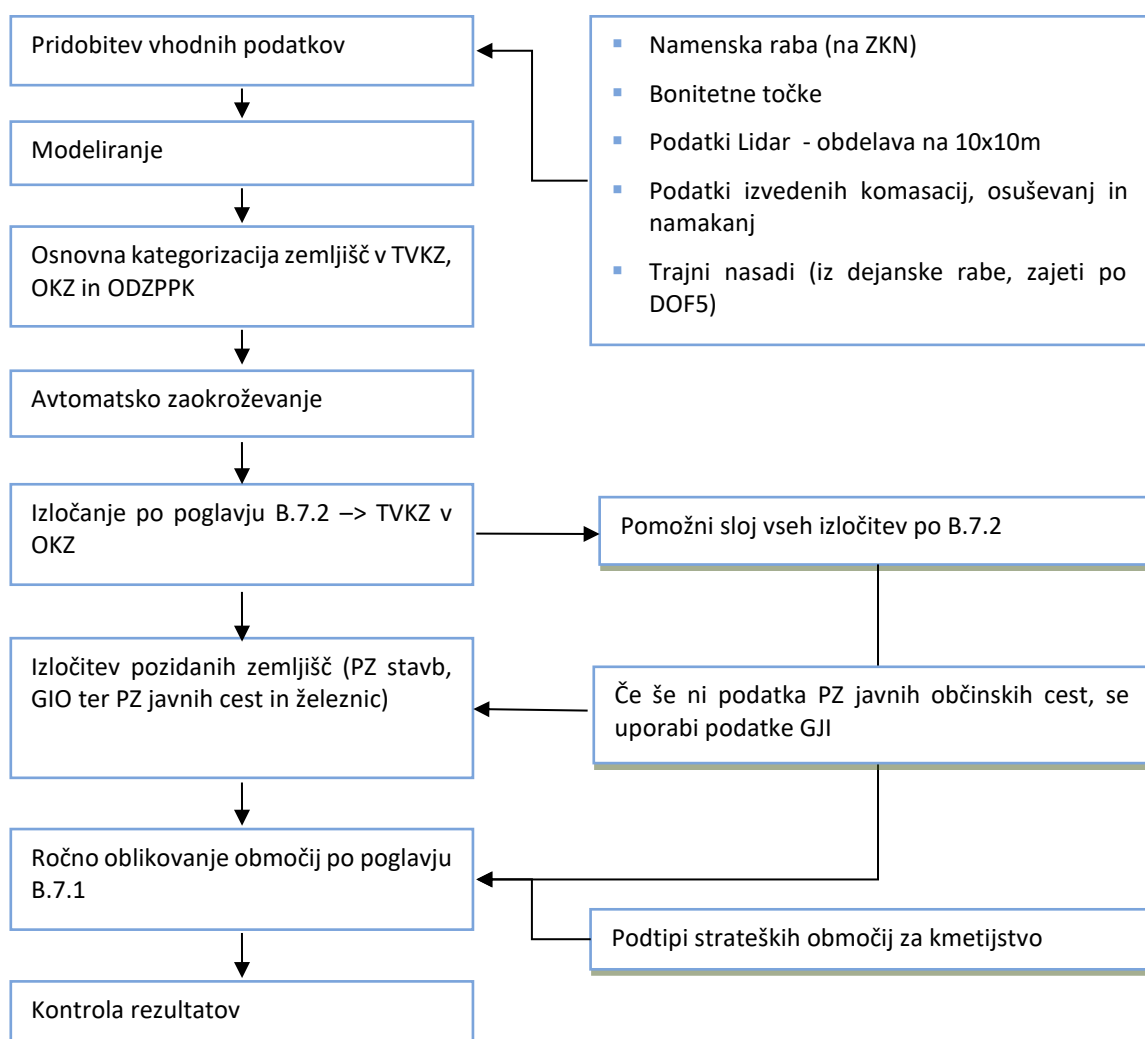 Pridobitev vhodnih podatkov
Modeliranje
Osnovna kategorizacija zemljišč v TVKZ,
OKZ in ODZPPK
Avtomatsko zaokroževanje
Izločanje po poglavju B.7.2 –> TVKZ v
OKZ
Izločitev pozidanih zemljišč (PZ stavb,
GIO ter PZ javnih cest in železnic)
Ročno oblikovanje območij po poglavju
B.7.1
Kontrola rezultatov
▪ Namenska raba (na ZKN)
▪ Bonitetne točke
▪ Podatki Lidar - obdelava na 10x10m
▪ Podatki izvedenih komasacij, osuševanj in
namakanj
▪ Trajni nasadi (iz dejanske rabe, zajeti po
DOF5)
Pomožni sloj vseh izločitev po B.7.2
Če še ni podatka PZ javnih občinskih cest, se
uporabi podatke GJI
Podtipi strateških območij za kmetijstvo